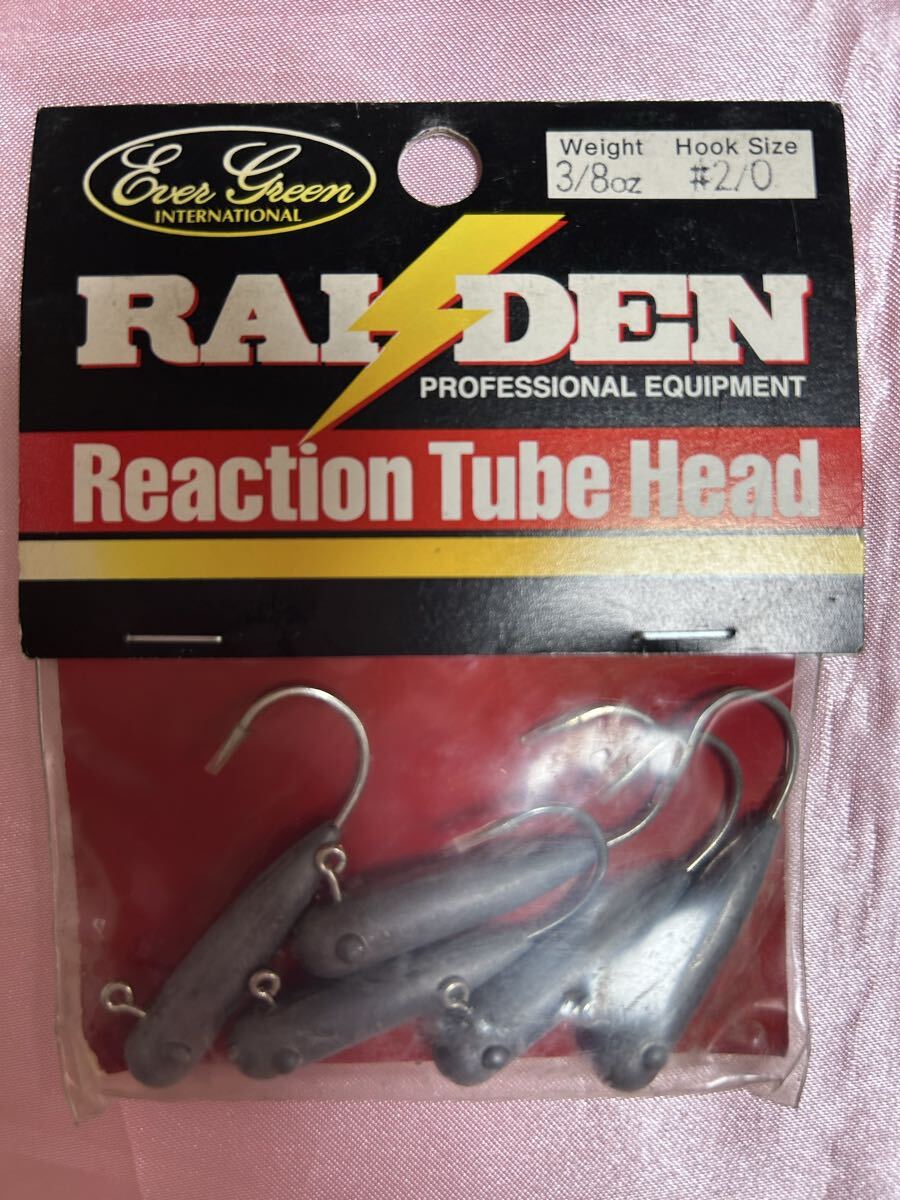 Ever Green
INTERNATIONAL
Weight Hook Size
3/8oz #2/0
RAIDEN
PROFESSIONAL EQUIPMENT
Reaction Tube Head